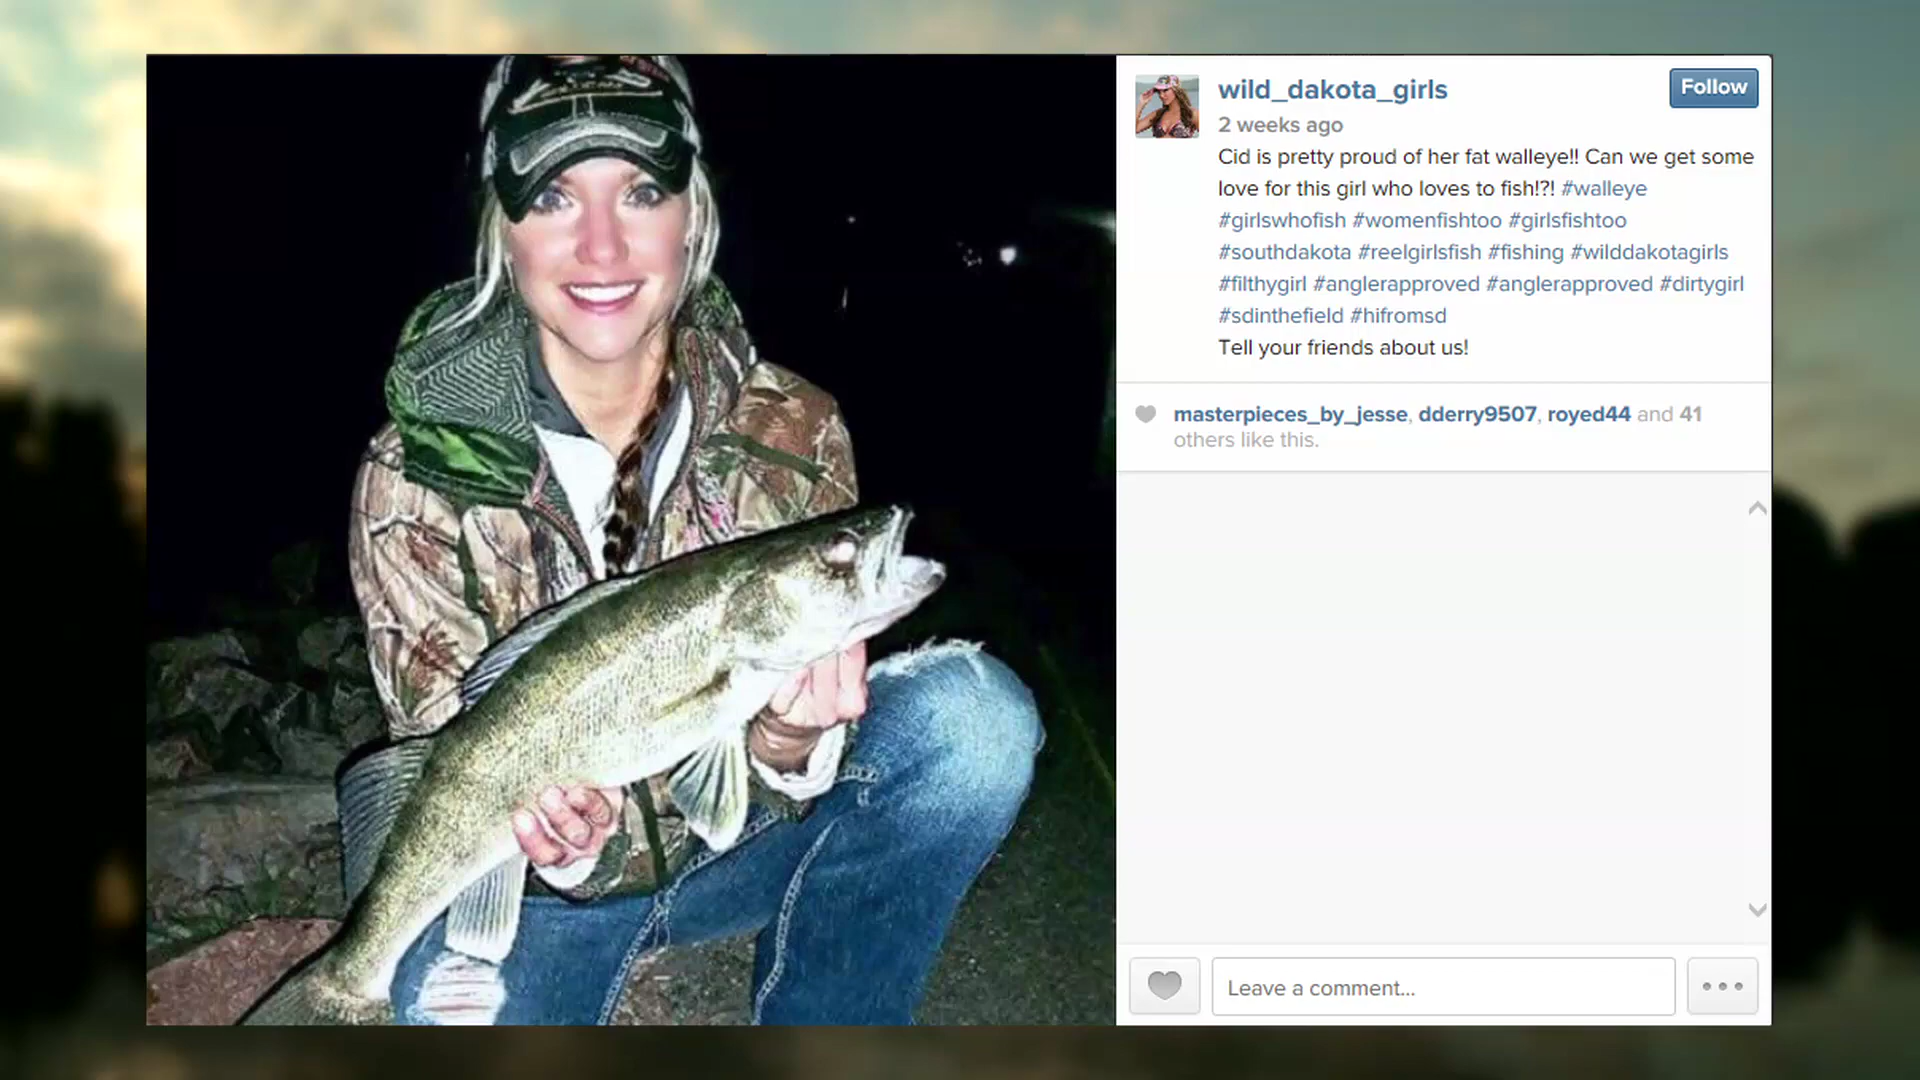 wild_dakota_girls
Follow
2 weeks ago
Cid is pretty proud of her fat walleye!! Can we get some
love for this girl who loves to fish!?! #walleye
#girlswhofish #womenfishtoo #girlsfishtoo
#southdakota #reelgirlsfish #fishing #wilddakotagirls
#filthygirl #anglerapproved #anglerapproved #dirtygirl
#sdinthefield #hifromsd
Tell your friends about us!
masterpieces_by_jesse, dderry9507, royed44 and 41
others like this.
Leave a comment...